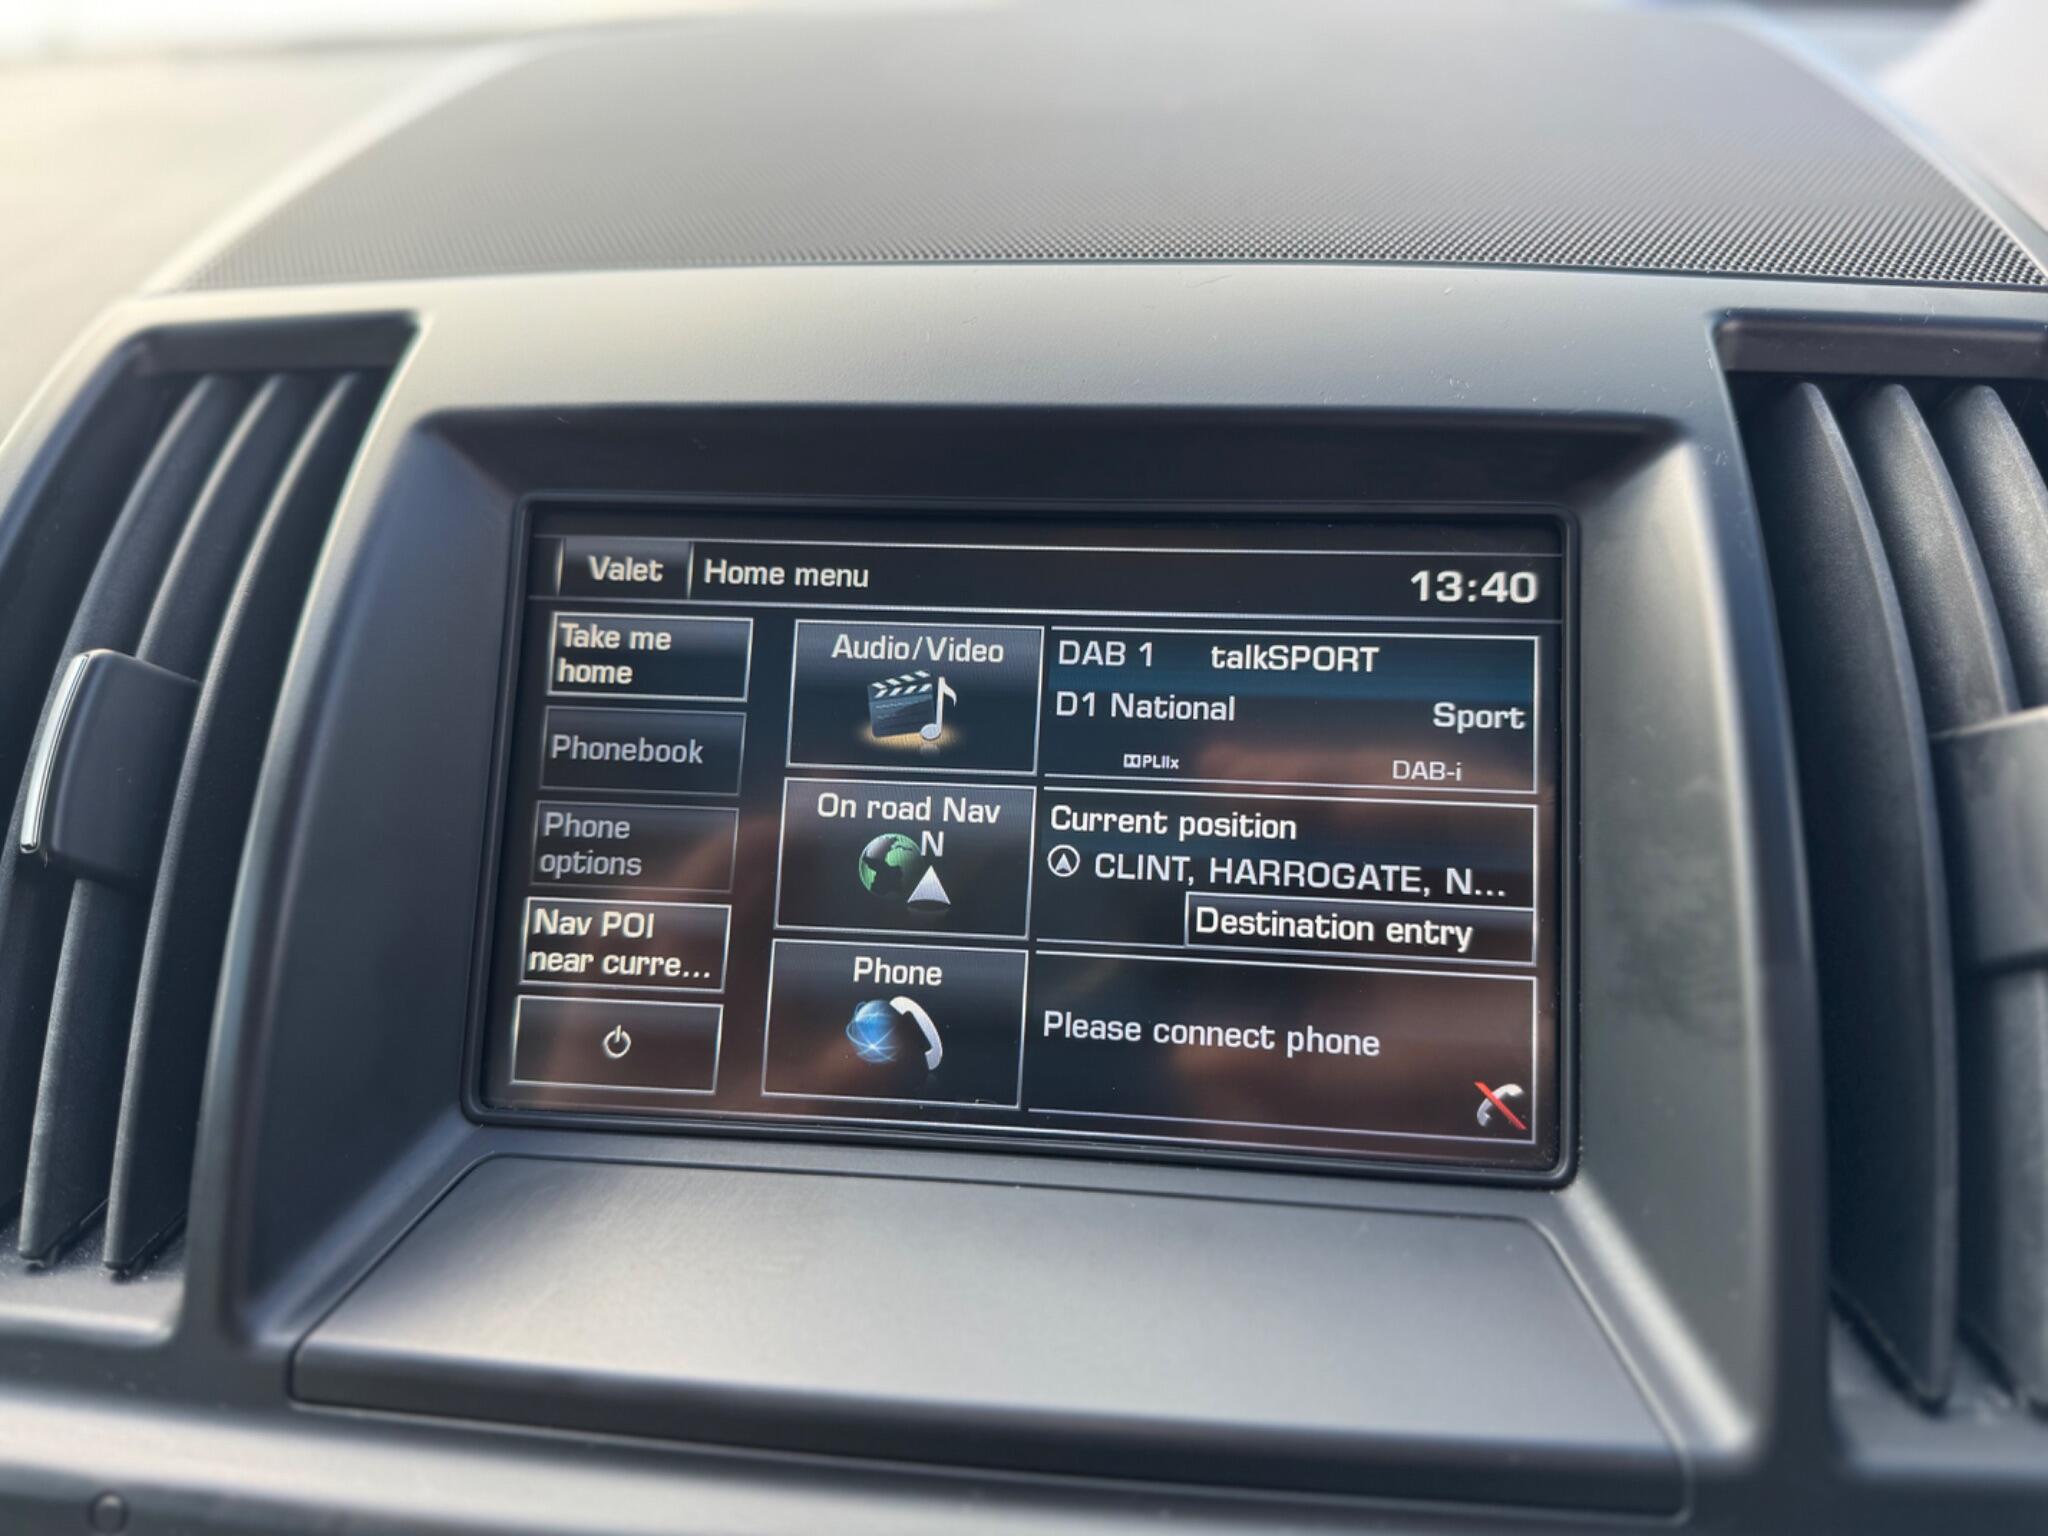 Valet
Home menu
13:40
Take me
home
Phonebook
Phone
options
Nav POI
near curre...
Audio/Video
On road Nav
N
Phone
DAB 1 talkSPORT
D1 National Sport
PLIIx DAB-i
Current position
CLINT, HARROGATE, N...
Destination entry
Please connect phone